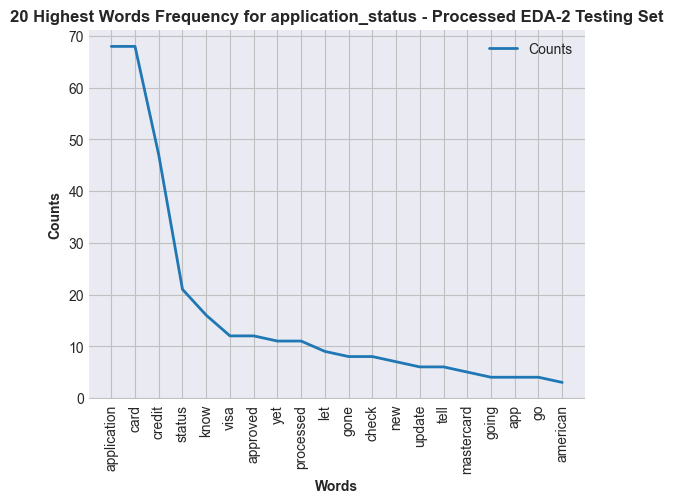 20 Highest Words Frequency for application_status - Processed EDA-2 Testing Set
Counts
Counts
70
60
50
40
30
20
10
0
application
card
credit
status
know
visa
approved
yet
processed
let
gone
check
new
update
tell
mastercard
going
app
go
american
Words